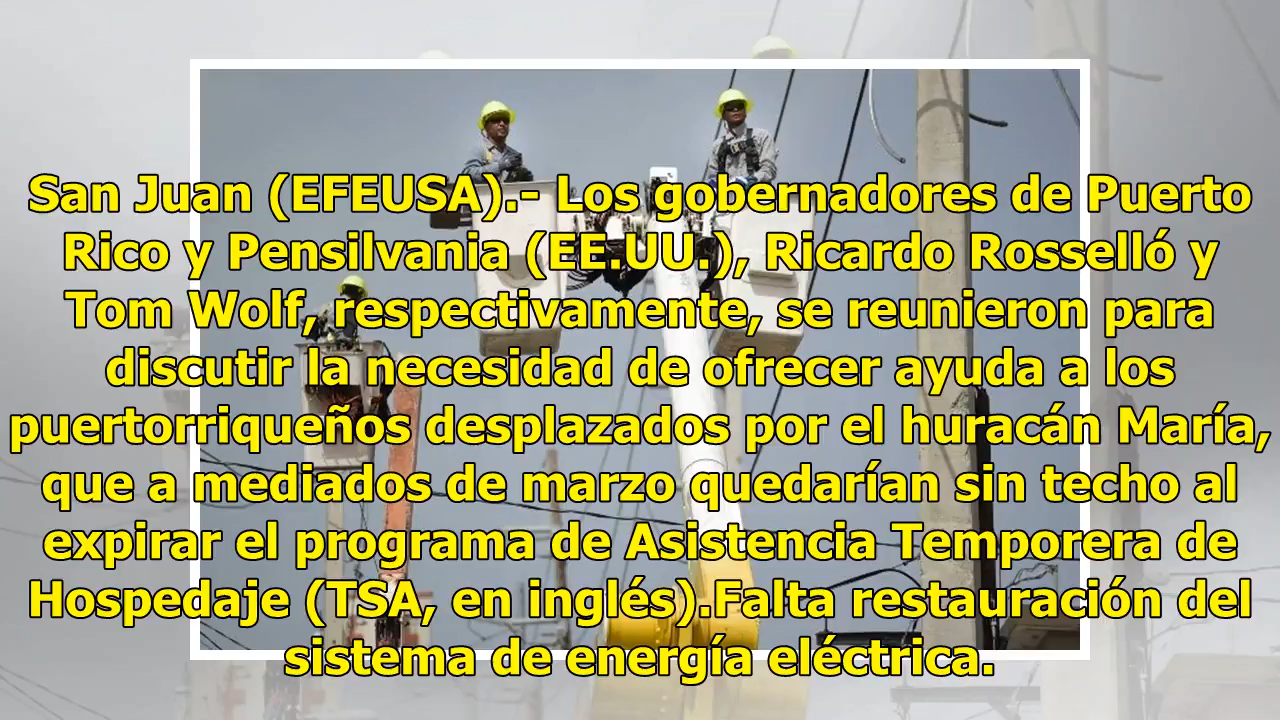 San Juan (EFEUSA).- Los gobernadores de Puerto
Rico y Pensilvania (EE.UU.), Ricardo Rosselló y
Tom Wolf, respectivamente, se reunieron para
discutir la necesidad de ofrecer ayuda a los
puertorriqueños desplazados por el huracán María,
que a mediados de marzo quedarían sin techo al
expirar el programa de Asistencia Temporera de
Hospedaje (TSA, en inglés).Falta restauración del
sistema de energía eléctrica.